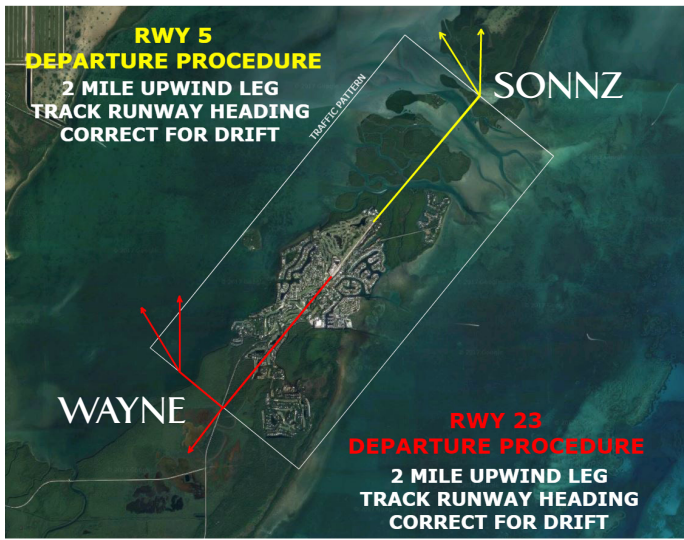 RWY 5
DEPARTURE PROCEDURE
2 MILE UPWIND LEG
TRACK RUNWAY HEADING
CORRECT FOR DRIFT
TRAFFIC PATTERN
SONNZ
WAYNE
RWY 23
DEPARTURE PROCEDURE
2 MILE UPWIND LEG
TRACK RUNWAY HEADING
CORRECT FOR DRIFT